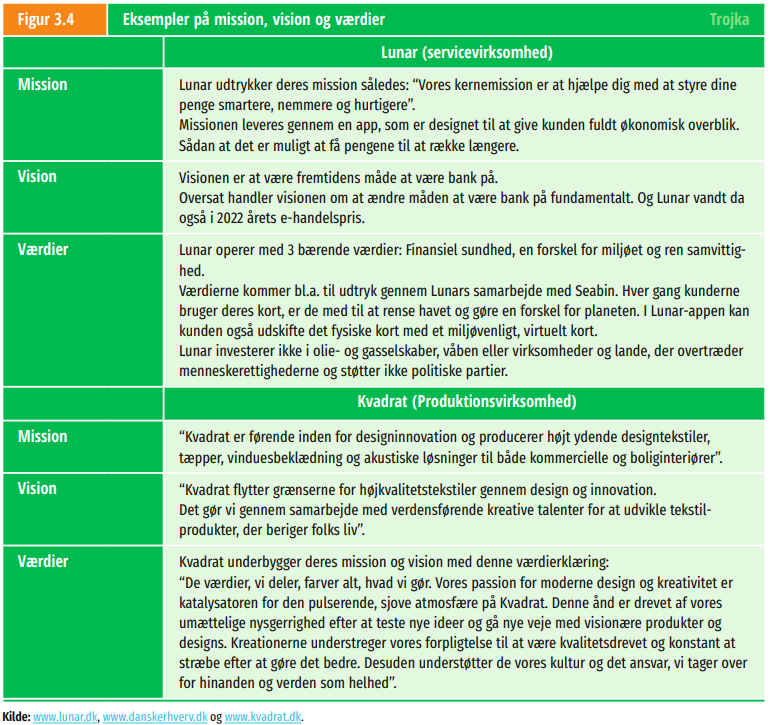 Figur 3.4 Eksempler på mission, vision og værdier Trojka
Lunar (servicevirksomhed)
Mission
Lunar udtrykker deres mission således: “Vores kernemission er at hjælpe dig med at styre dine
penge smartere, nemmere og hurtigere”.
Missionen leveres gennem en app, som er designet til at give kunden fuldt økonomisk overblik.
Sådan at det er muligt at få pengene til at række længere.
Vision
Visionen er at være fremtidens måde at være bank på.
Oversat handler visionen om at ændre måden at være bank på fundamentalt. Og Lunar vandt da
også i 2022 årets e-handelspris.
Værdier
Lunar operer med 3 bærende værdier: Finansiel sundhed, en forskel for miljøet og ren samvittig-
hed.
Værdierne kommer bl.a. til udtryk gennem Lunars samarbejde med Seabin. Hver gang kunderne
bruger deres kort, er de med til at rense havet og gøre en forskel for planeten. I Lunar-appen kan
kunden også udskifte det fysiske kort med et miljøvenligt, virtuelt kort.
Lunar investerer ikke i olie- og gasselskaber, våben eller virksomheder og lande, der overtræder
menneskerettighederne og støtter ikke politiske partier.
Kvadrat (Produktionsvirksomhed)
Mission
“Kvadrat er førende inden for designinnovation og producerer højt ydende designtekstiler,
tæpper, vinduesbeklædning og akustiske løsninger til både kommercielle og boliginteriører”.
Vision
“Kvadrat flytter grænserne for højkvalitetstekstiler gennem design og innovation.
Det gør vi gennem samarbejde med verdensførende kreative talenter for at udvikle tekstil-
produkter, der beriger folks liv”.
Værdier
Kvadrat underbygger deres mission og vision med denne værdierklæring:
“De værdier, vi deler, farver alt, hvad vi gør. Vores passion for moderne design og kreativitet er
katalysatoren for den pulserende, sjove atmosfære på Kvadrat. Denne ånd er drevet af vores
umættelige nysgerrighed efter at teste nye ideer og gå nye veje med visionære produkter og
designs. Kreationerne understreger vores forpligtelse til at være kvalitetsdrevet og konstant at
stræbe efter at gøre det bedre. Desuden understøtter de vores kultur og det ansvar, vi tager over
for hinanden og verden som helhed”.
Kilde: www.lunar.dk, www.danskerhverv.dk og www.kvadrat.dk.